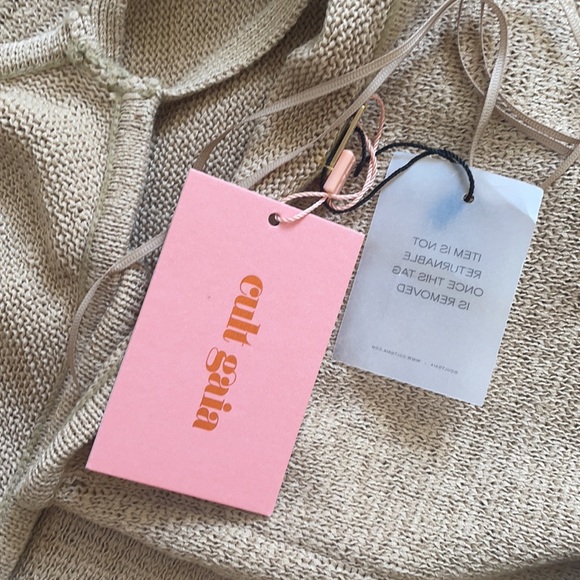 cult gaia
ITEM IS NOT
RETURNABLE
ONCE THIS TAG
IS REMOVED